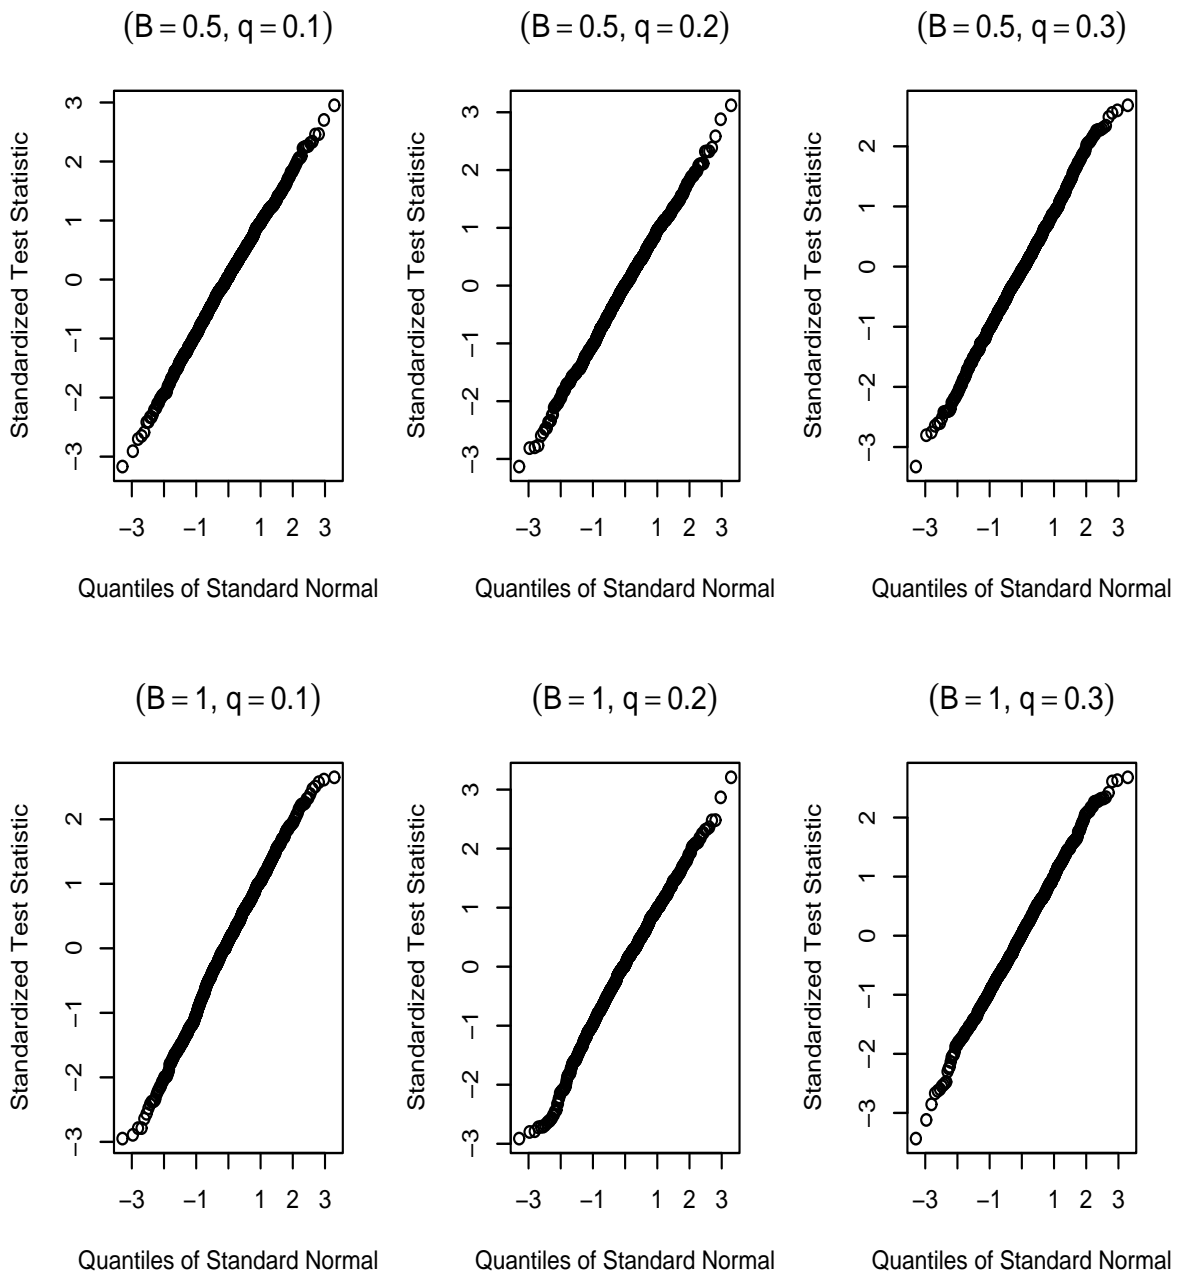 (B = 0.5, q = 0.1)
Standardized Test Statistic
3
2
1
0
−1
−2
−3
−3 −1 1 2 3
Quantiles of Standard Normal
(B = 0.5, q = 0.2)
Standardized Test Statistic
3
2
1
0
−1
−2
−3
−3 −1 1 2 3
Quantiles of Standard Normal
(B = 0.5, q = 0.3)
Standardized Test Statistic
2
1
0
−1
−2
−3
−3 −1 1 2 3
Quantiles of Standard Normal
(B = 1, q = 0.1)
Standardized Test Statistic
2
1
0
−1
−2
−3
−3 −1 1 2 3
Quantiles of Standard Normal
(B = 1, q = 0.2)
Standardized Test Statistic
3
2
1
0
−1
−2
−3
−3 −1 1 2 3
Quantiles of Standard Normal
(B = 1, q = 0.3)
Standardized Test Statistic
2
1
0
−1
−2
−3
−3 −1 1 2 3
Quantiles of Standard Normal